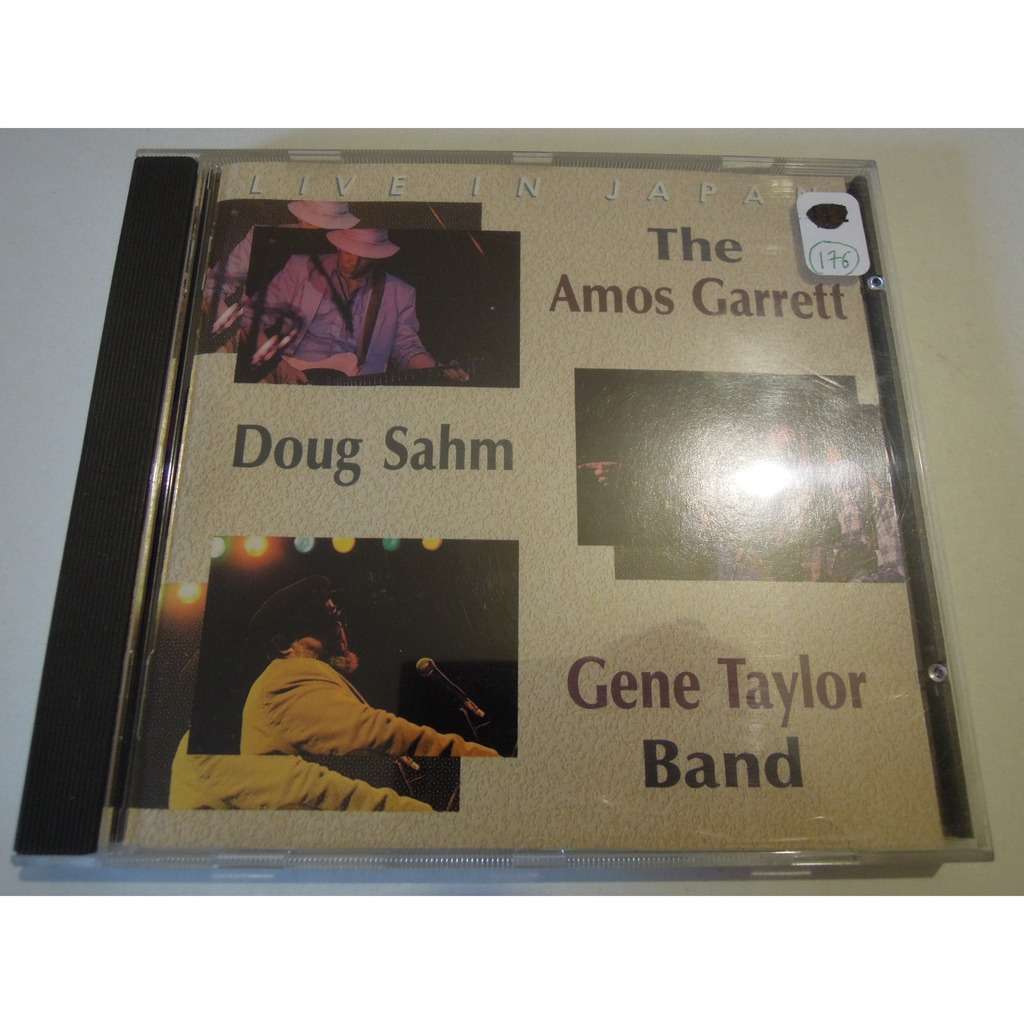 LIVE IN JAPAN
The
Amos Garrett
176
Doug Sahm
Gene Taylor
Band